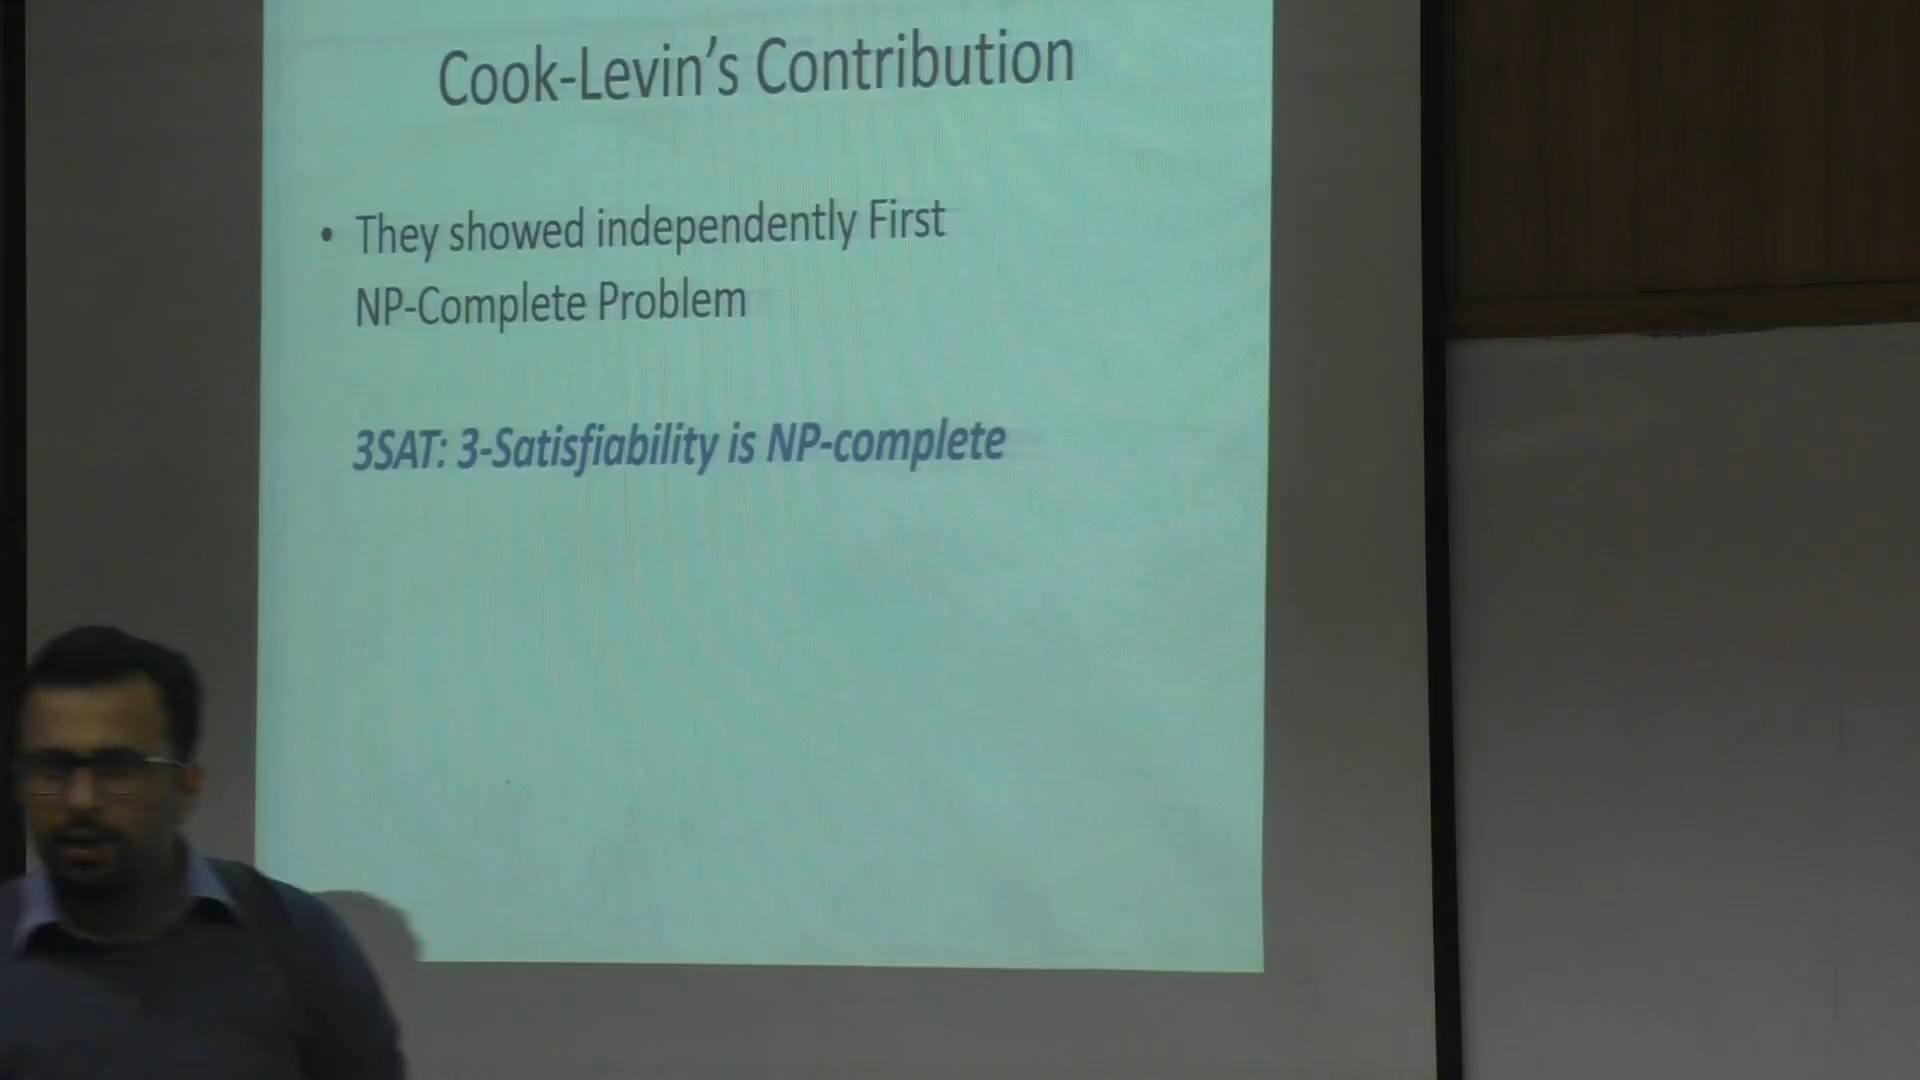 Cook-Levin’s Contribution
• They showed independently First
NP-Complete Problem
3SAT: 3-Satisfiability is NP-complete